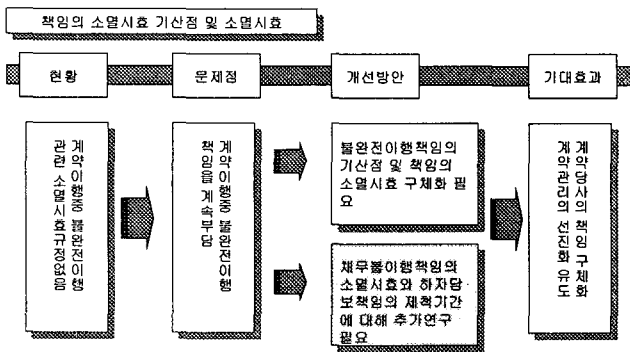 책임의 소멸시효 기산점 및 소멸시효
현황
문제점
개선방안
기대효과
계약이행중 불완전이행
관련 소멸시효규정없음
계약이행중 불완전이행
책임을 계속부담
불완전이행책임의
기산점 및 책임의
소멸시효 구체화 필
요
채무불이행책임의
소멸시효와 하자담
보책임의 제척기간
에 대해 추가연구
필요
계약당사의 책임 구체화
계약관리의 선진화 유도